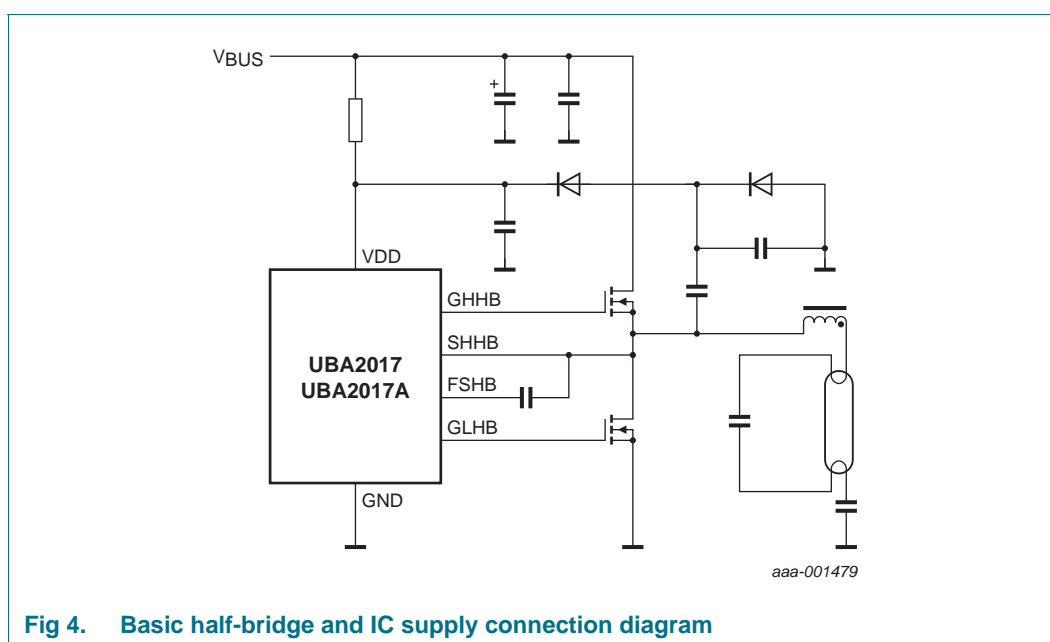 VBUS
+
VDD
GHHB
SHHB
UBA2017
UBA2017A
FSHB
GLHB
GND
aaa-001479
Fig 4. Basic half-bridge and IC supply connection diagram